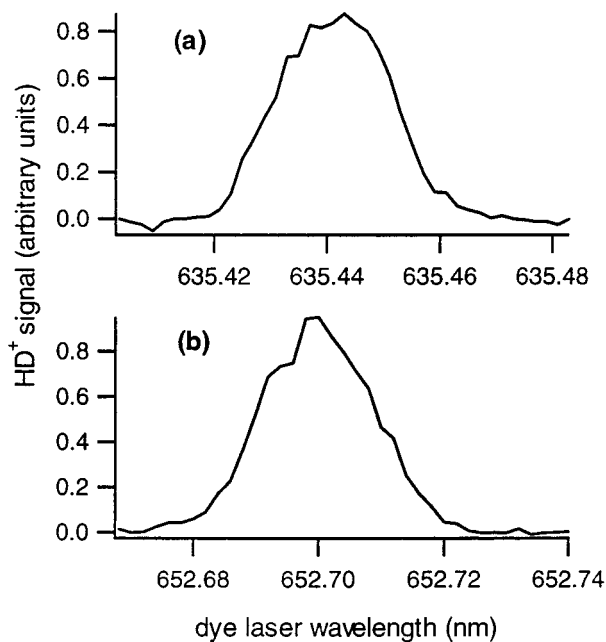 (a)
0.8
0.6
0.4
0.2
0.0
635.42 635.44 635.46 635.48
HD+ signal (arbitrary units)
(b)
0.8
0.6
0.4
0.2
0.0
652.68 652.70 652.72 652.74
dye laser wavelength (nm)